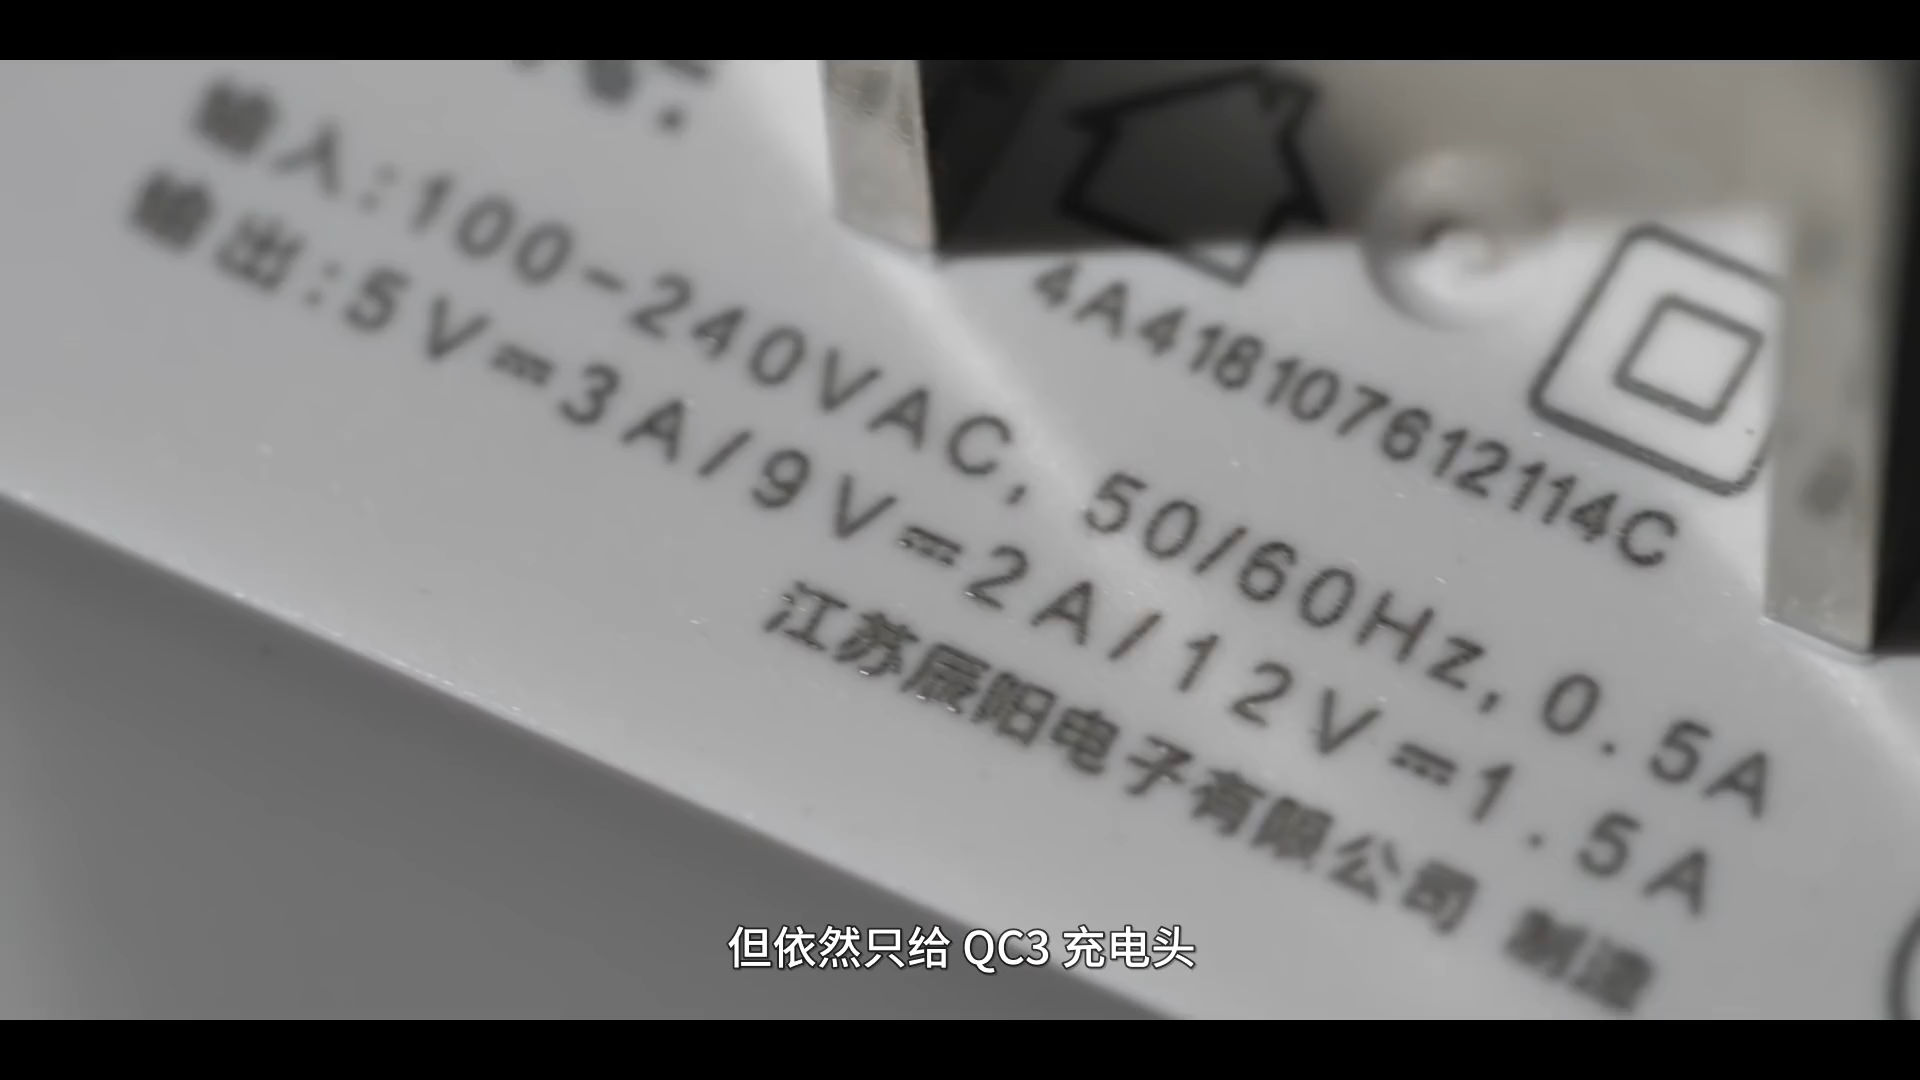 输入:100-240VAC, 50/60Hz, 0.5A
输出:5V⎓3A/9V⎓2A/12V⎓1.5A
江苏辰阳电子有限公司 制造
4A418107612114C
但依然只给 QC3 充电头